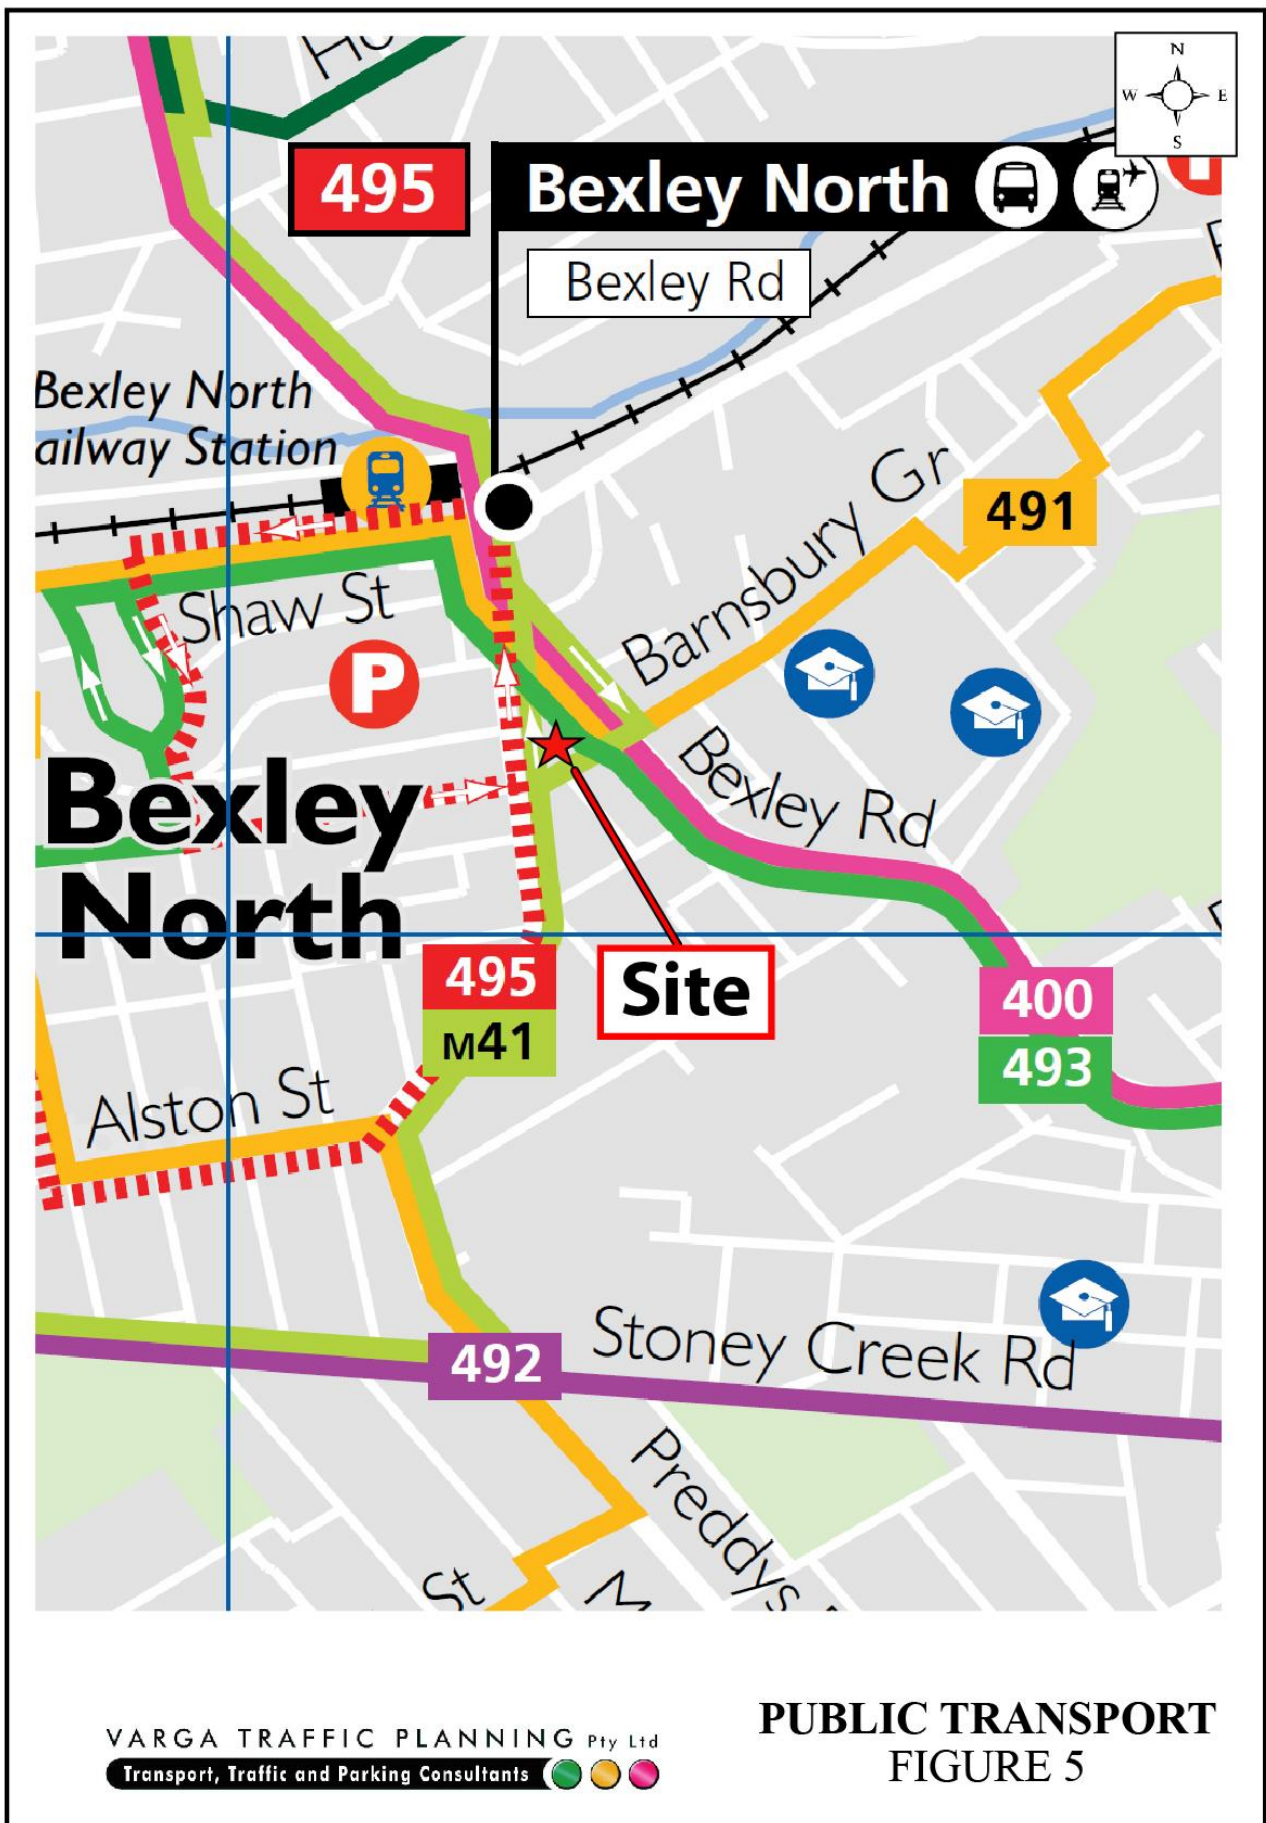 N
W E
S
Ho
495
Bexley North
Bexley Rd
Bexley North
ailway Station
Barnsbury Gr
491
Shaw St
P
Bexley Rd
Bexley
North
495
M41
Site
400
493
Alston St
492
Stoney Creek Rd
Preddys
St
VARGA TRAFFIC PLANNING Pty Ltd
Transport, Traffic and Parking Consultants
PUBLIC TRANSPORT
FIGURE 5